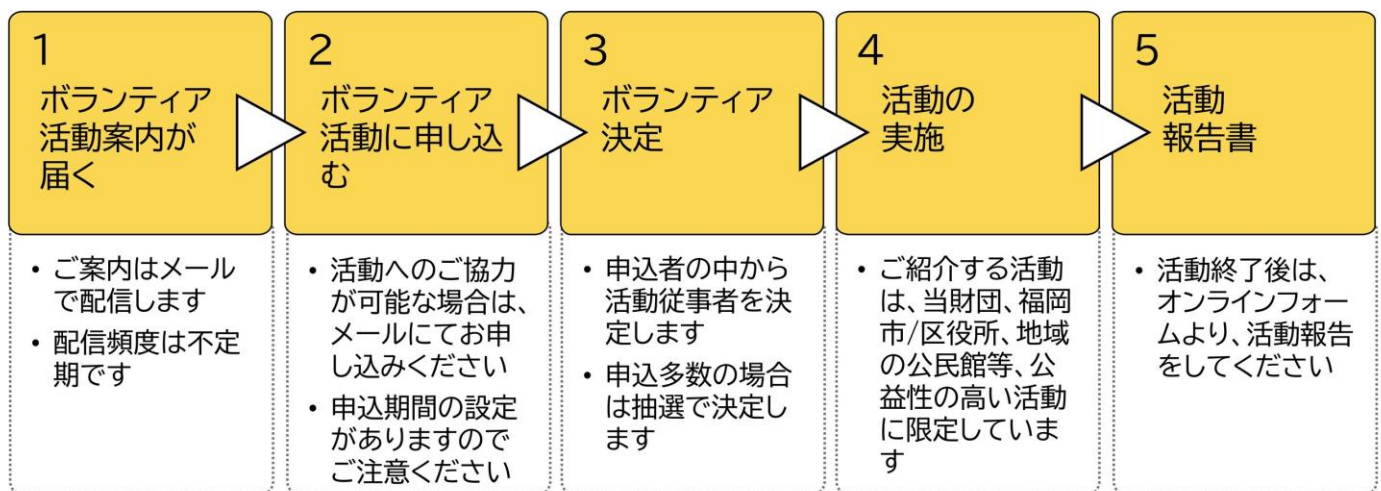 1
ボランティア
活動案内が
届く
・ご案内はメール
で配信します
・配信頻度は不定
期です
2
ボランティア
活動に申し込
む
・活動へのご協力
が可能な場合は、
メールにてお申
し込みください
・申込期間の設定
がありますので
ご注意ください
3
ボランティア
決定
・申込者の中から
活動従事者を決
定します
・申込多数の場合
は抽選で決定し
ます
4
活動の
実施
・ご紹介する活動
は、当財団、福岡
市/区役所、地域
の公民館等、公
益性の高い活動
に限定していま
す
5
活動
報告書
・活動終了後は、
オンラインフォー
ムより、活動報告
をしてください